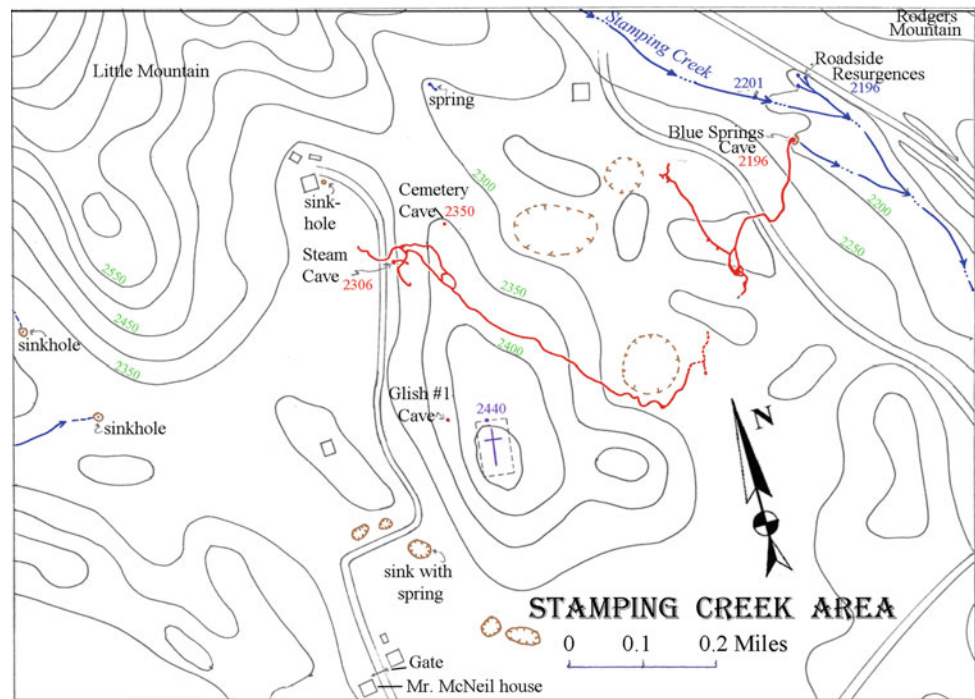 Rodgers
Mountain
Little Mountain
Stamping Creek
Roadside
Resurgences
2196
2201
spring
Blue Springs
Cave
2196
2300
Cemetery
Cave
2350
sink-
hole
2200
2250
Steam
Cave
2306
2350
2550
2450
2350
2400
sinkhole
Glish #1
Cave
2440
sinkhole
N
sink with
spring
STAMPING CREEK AREA
0 0.1 0.2 Miles
Gate
Mr. McNeil house